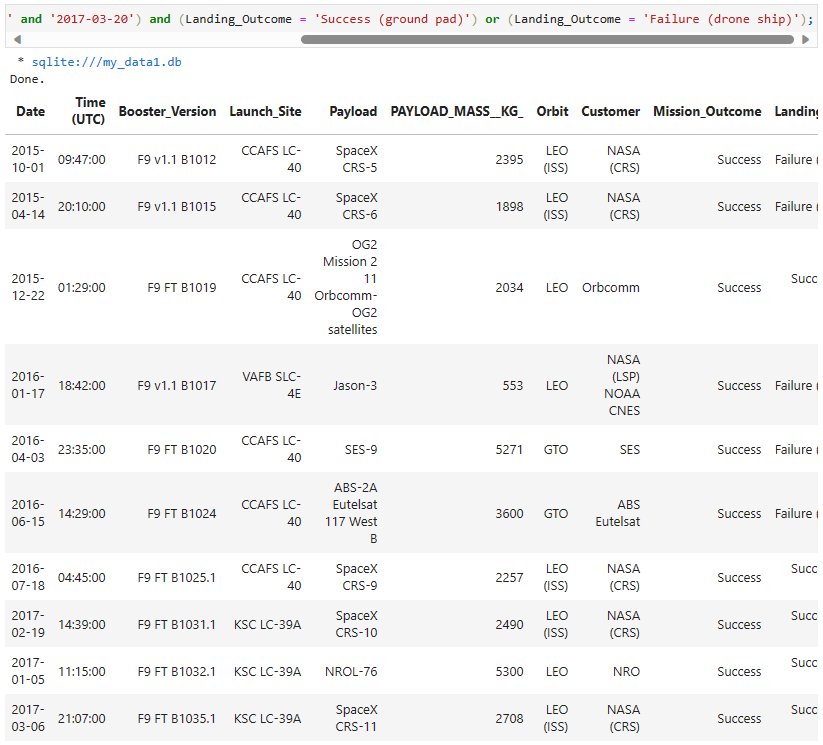 ' and '2017-03-20') and (Landing_Outcome = 'Success (ground pad)') or (Landing_Outcome = 'Failure (drone ship)');
* sqlite:///my_data1.db
Done.
Date Time (UTC) Booster_Version Launch_Site Payload PAYLOAD_MASS__KG_ Orbit Customer Mission_Outcome Landing
2015-10-01 09:47:00 F9 v1.1 B1012 CCAFS LC-40 SpaceX CRS-5 2395 LEO (ISS) NASA (CRS) Success Failure (
2015-04-14 20:10:00 F9 v1.1 B1015 CCAFS LC-40 SpaceX CRS-6 1898 LEO (ISS) NASA (CRS) Success Failure (
2015-12-22 01:29:00 F9 FT B1019 CCAFS LC-40 OG2 Mission 2 11 Orbcomm-OG2 satellites 2034 LEO Orbcomm Success Succ
2016-01-17 18:42:00 F9 v1.1 B1017 VAFB SLC-4E Jason-3 553 LEO NASA (LSP) NOAA CNES Success Failure (
2016-04-03 23:35:00 F9 FT B1020 CCAFS LC-40 SES-9 5271 GTO SES Success Failure (
2016-06-15 14:29:00 F9 FT B1024 CCAFS LC-40 ABS-2A Eutelsat 117 West B 3600 GTO ABS Eutelsat Success Failure (
2016-07-18 04:45:00 F9 FT B1025.1 CCAFS LC-40 SpaceX CRS-9 2257 LEO (ISS) NASA (CRS) Success Succ
2017-02-19 14:39:00 F9 FT B1031.1 KSC LC-39A SpaceX CRS-10 2490 LEO (ISS) NASA (CRS) Success Succ
2017-01-05 11:15:00 F9 FT B1032.1 KSC LC-39A NROL-76 5300 LEO NRO Success Succ
2017-03-06 21:07:00 F9 FT B1035.1 KSC LC-39A SpaceX CRS-11 2708 LEO (ISS) NASA (CRS) Success Succ